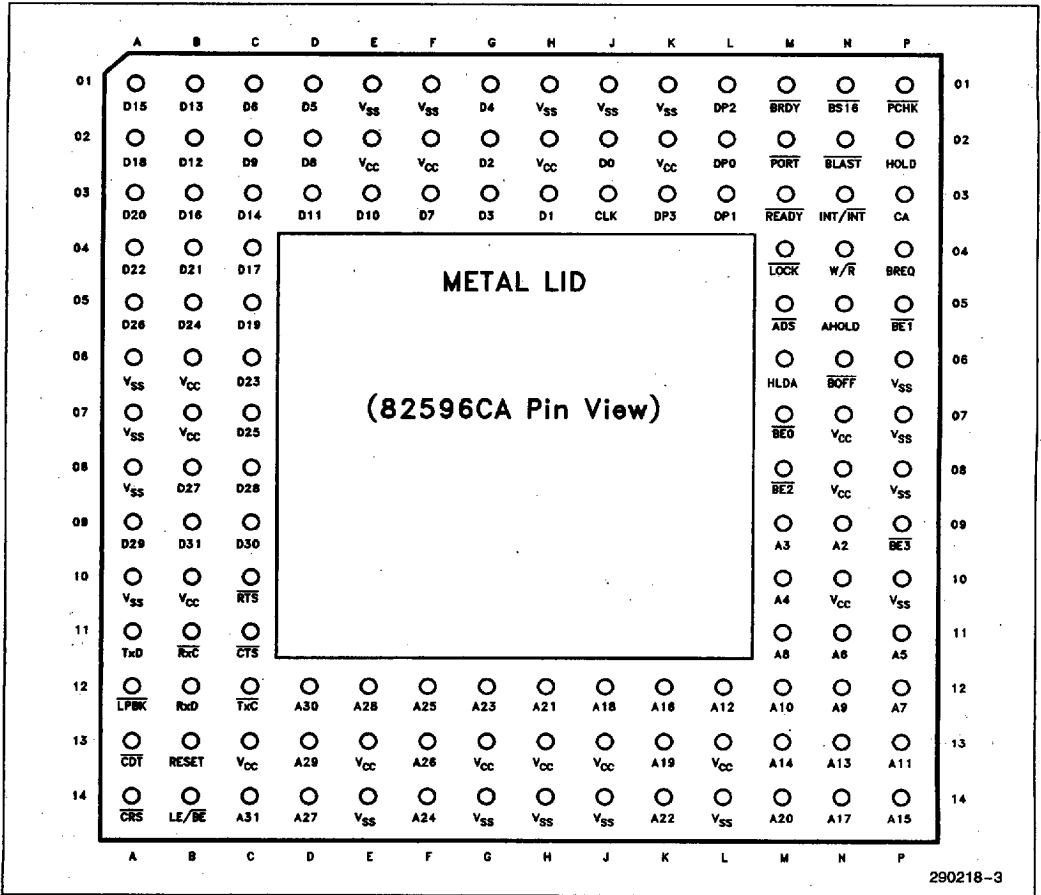 A B C D E F G H J K L M N P
01 01
D15 D13 D6 D5 VSS VSS D4 VSS VSS VSS DP2 BRDY BS16 PCHK
02 02
D18 D12 D9 D8 VCC VCC D2 VCC D0 VCC DP0 PORT BLAST HOLD
03 03
D20 D16 D14 D11 D10 D7 D3 D1 CLK DP3 DP1 READY INT/INT CA
04 04
D22 D21 D17 LOCK W/R BREQ
METAL LID
05 05
D26 D24 D19 ADS AHOLD BE1
06 06
VSS VCC D23 HLDA BOFF VSS
(82596CA Pin View)
07 07
VSS VCC D25 BE0 VCC VSS
08 08
VSS D27 D28 BE2 VCC VSS
09 09
D29 D31 D30 A3 A2 BE3
10 10
VSS VCC RTS A4 VCC VSS
11 11
TxD RxC CTS A8 A6 A5
12 12
LPBK RxD TxC A30 A28 A25 A23 A21 A18 A16 A12 A10 A9 A7
13 13
CDT RESET VCC A29 VCC A26 VCC VCC VCC A19 VCC A14 A13 A11
14 14
CRS LE/BE A31 A27 VSS A24 VSS VSS VSS A22 VSS A20 A17 A15
A B C D E F G H J K L M N P
290218-3